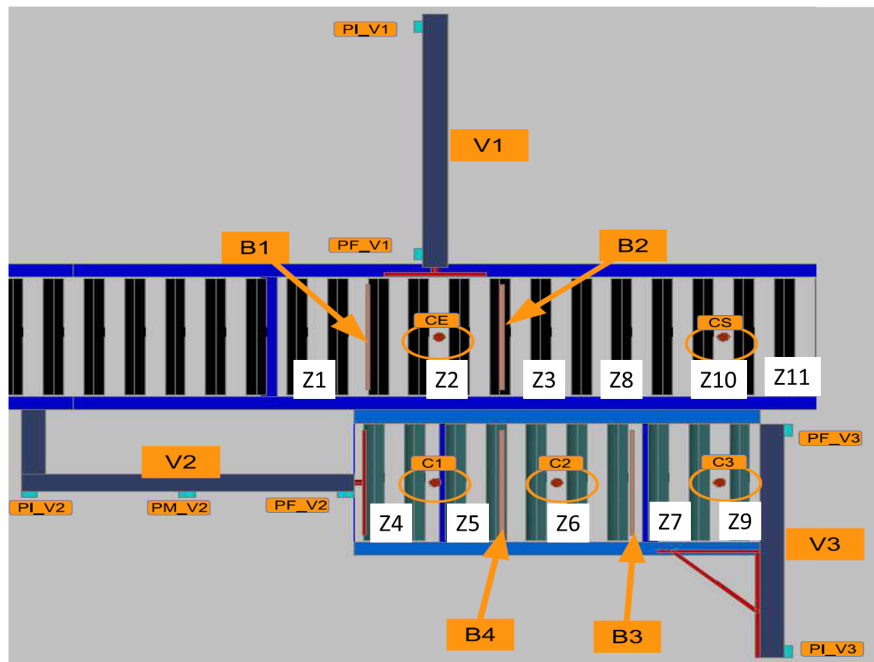 PI_V1
V1
B1
PF_V1
B2
CE
CS
Z1
Z2
Z3
Z8
Z10
Z11
PF_V3
V2
C1
C2
C3
PI_V2
PM_V2
PF_V2
Z4
Z5
Z6
Z7
Z9
V3
B4
B3
PI_V3